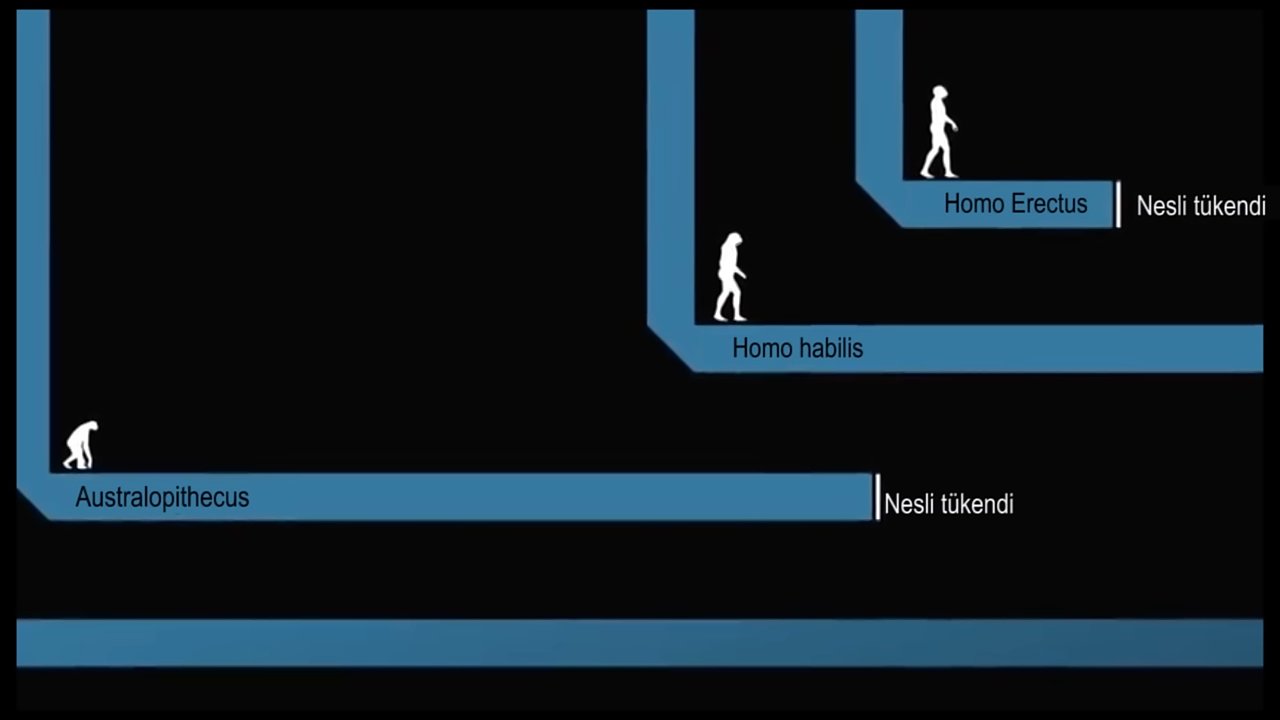 Homo Erectus
Nesli tükendi
Homo habilis
Australopithecus
Nesli tükendi